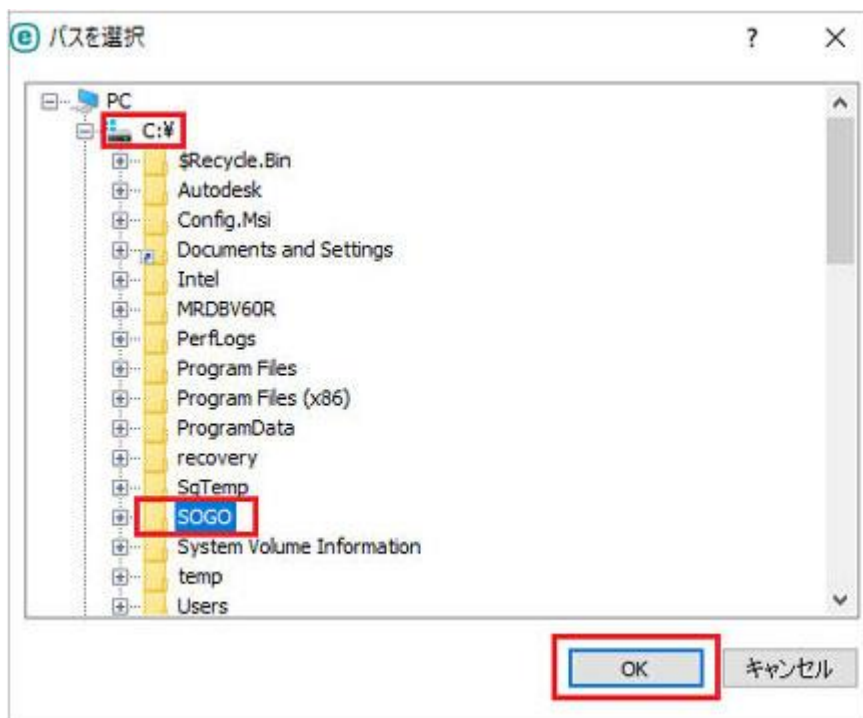 e パスを選択 ? ×
PC
C:¥
$Recycle.Bin
Autodesk
Config.Msi
Documents and Settings
Intel
MRDBV60R
PerfLogs
Program Files
Program Files (x86)
ProgramData
recovery
SqTemp
SOGO
System Volume Information
temp
Users
OK キャンセル